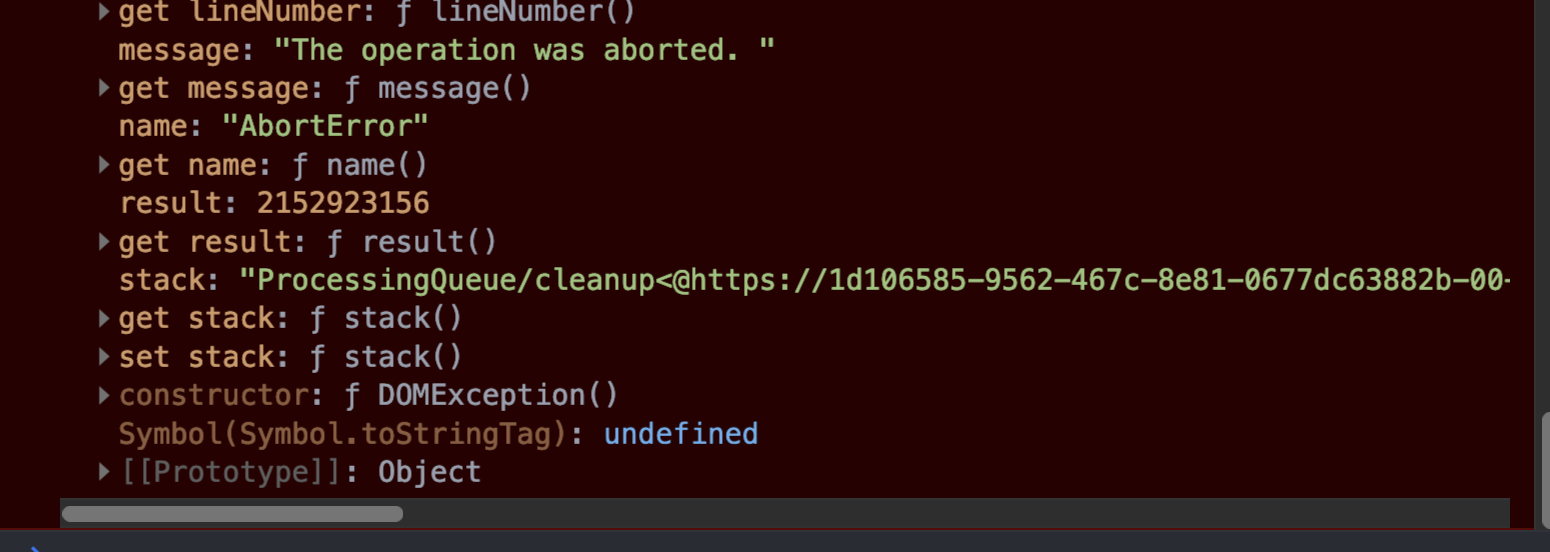 get lineNumber: ƒ lineNumber()
message: "The operation was aborted. "
get message: ƒ message()
name: "AbortError"
get name: ƒ name()
result: 2152923156
get result: ƒ result()
stack: "ProcessingQueue/cleanup<@https://1d106585-9562-467c-8e81-0677dc63882b-00-
get stack: ƒ stack()
set stack: ƒ stack()
constructor: ƒ DOMException()
Symbol(Symbol.toStringTag): undefined
[[Prototype]]: Object